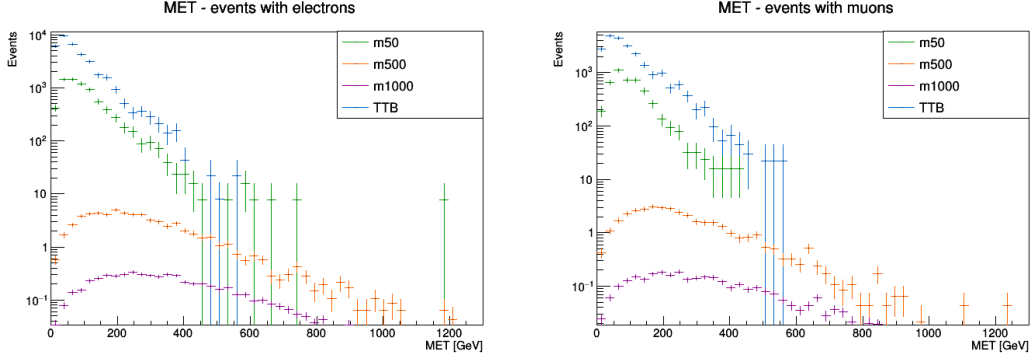 MET - events with electrons
Events
10⁴
10³
10²
10
1
10⁻¹
0 200 400 600 800 1000 1200
MET [GeV]
m50
m500
m1000
TTB
MET - events with muons
Events
10³
10²
10
1
10⁻¹
0 200 400 600 800 1000 1200
MET [GeV]
m50
m500
m1000
TTB